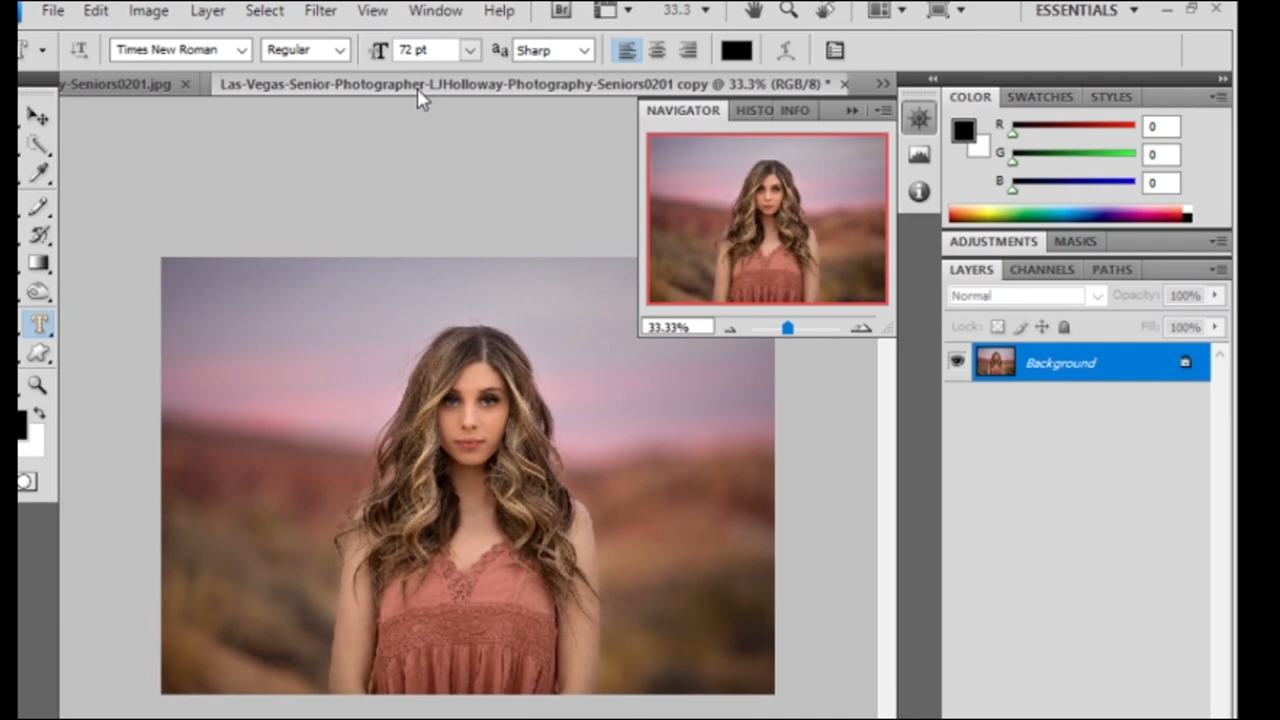 File Edit Image Layer Select Filter View Window Help Br 33.3 ESSENTIALS
Times New Roman Regular T 72 pt aa Sharp
y-Seniors0201.jpg × Las-Vegas-Senior-Photographer-LJHolloway-Photography-Seniors0201 copy @ 33.3% (RGB/8) * ×
NAVIGATOR HISTO INFO
33.33%
COLOR SWATCHES STYLES
R 0
G 0
B 0
ADJUSTMENTS MASKS
LAYERS CHANNELS PATHS
Normal Opacity: 100%
Lock: Fill: 100%
Background